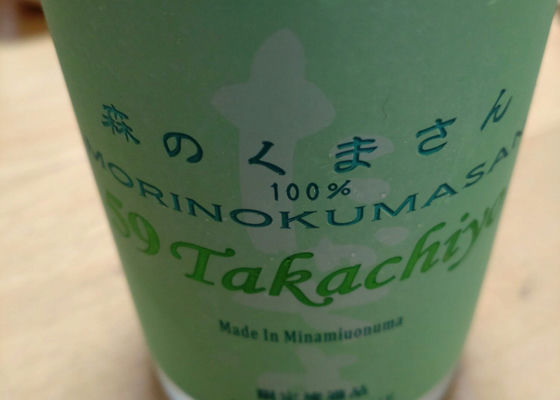 森のくまさん
100%
MORINOKUMASAN
59 Takachiyo
Made In Minamiuonuma